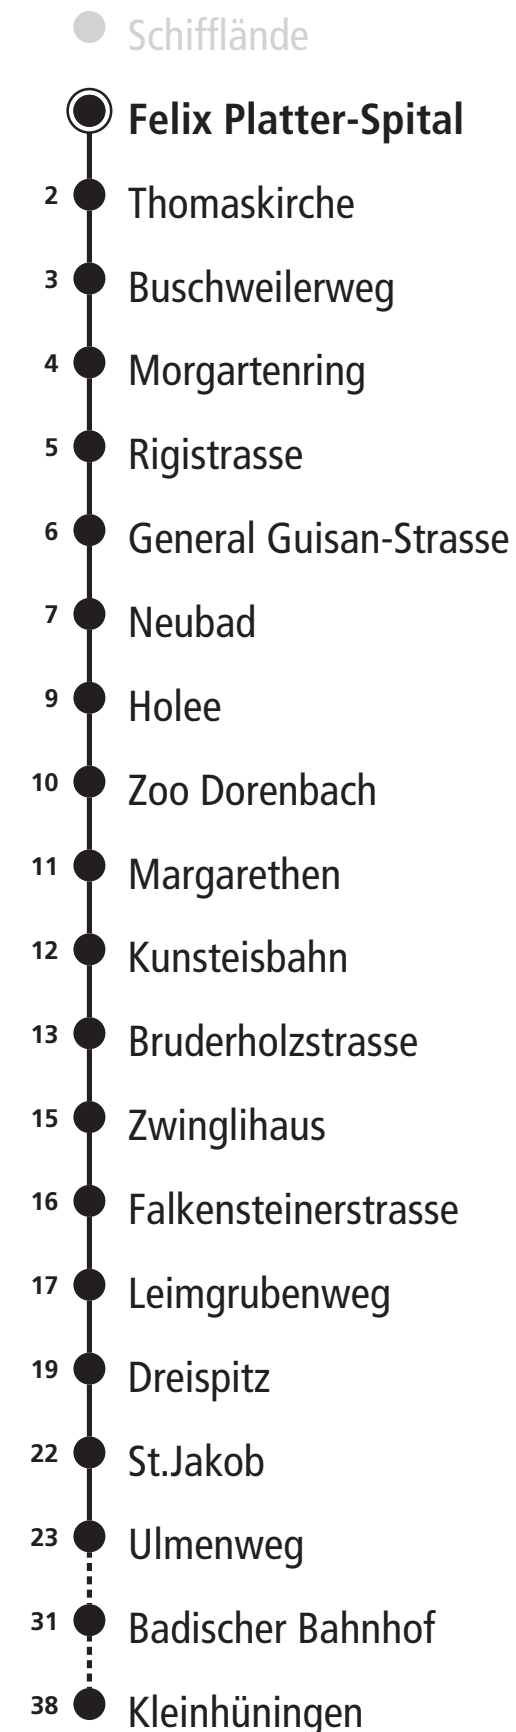 Schifflände
Felix Platter-Spital
2 Thomaskirche
3 Buschweilerweg
4 Morgartenring
5 Rigistrasse
6 General Guisan-Strasse
7 Neubad
9 Holee
10 Zoo Dorenbach
11 Margarethen
12 Kunsteisbahn
13 Bruderholzstrasse
15 Zwinglihaus
16 Falkensteinerstrasse
17 Leimgrubenweg
19 Dreispitz
22 St.Jakob
23 Ulmenweg
31 Badischer Bahnhof
38 Kleinhüningen